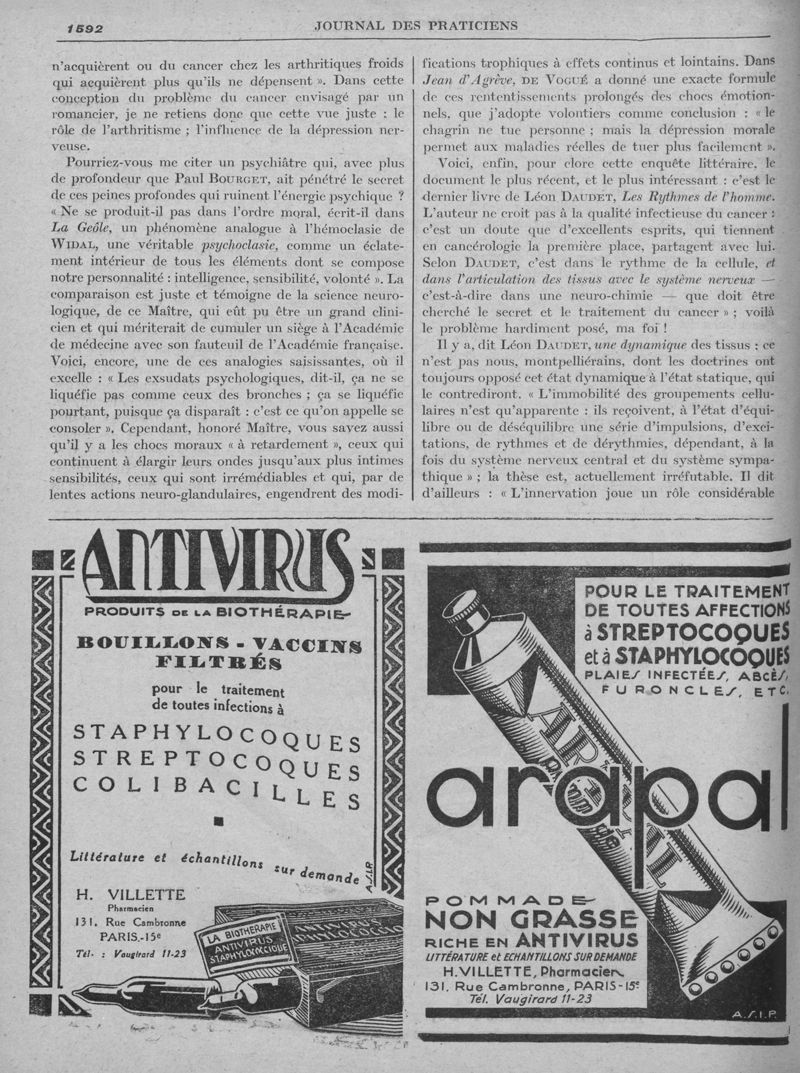 1592
JOURNAL DES PRATICIENS
n'acquièrent ou du cancer chez les arthritiques froids
qui acquièrent plus qu'ils ne dépensent ». Dans cette
conception du problème du cancer envisagé par un
romancier, je ne retiens donc que cette vue juste : le
rôle de l'arthritisme ; l'influence de la dépression ner-
veuse.
Pourriez-vous me citer un psychiâtre qui, avec plus
de profondeur que Paul BOURGET, ait pénétré le secret
de ces peines profondes qui ruinent l'énergie psychique ?
« Ne se produit-il pas dans l'ordre moral, écrit-il dans
La Geôle, un phénomène analogue à l'hémoclasie de
WIDAL, une véritable psychoclasie, comme un éclate-
ment intérieur de tous les éléments dont se compose
notre personnalité : intelligence, sensibilité, volonté ». La
comparaison est juste et témoigne de la science neuro-
logique, de ce Maître, qui eût pu être un grand clini-
cien et qui mériterait de cumuler un siège à l'Académie
de médecine avec son fauteuil de l'Académie française.
Voici, encore, une de ces analogies saisissantes, où il
excelle : « Les exsudats psychologiques, dit-il, ça ne se
liquéfie pas comme ceux des bronches ; ça se liquéfie
pourtant, puisque ça disparaît : c'est ce qu'on appelle se
consoler ». Cependant, honoré Maître, vous savez aussi
qu'il y a les chocs moraux « à retardement », ceux qui
continuent à élargir leurs ondes jusqu'aux plus intimes
sensibilités, ceux qui sont irrémédiables et qui, par de
lentes actions neuro-glandulaires, engendrent des modi-
fications trophiques à effets continus et lointains. Dans
Jean d'Agrève, DE VOGUÉ a donné une exacte formule
de ces rententissements prolongés des chocs émotion-
nels, que j'adopte volontiers comme conclusion : « le
chagrin ne tue personne ; mais la dépression morale
permet aux maladies réelles de tuer plus facilement ».
Voici, enfin, pour clore cette enquête littéraire, le
document le plus récent, et le plus intéressant : c'est le
dernier livre de Léon DAUDET, Les Rythmes de l'homme.
L'auteur ne croit pas à la qualité infectieuse du cancer :
c'est un doute que d'excellents esprits, qui tiennent
en cancérologie la première place, partagent avec lui.
Selon DAUDET, c'est dans le rythme de la cellule, et
dans l'articulation des tissus avec le système nerveux —
c'est-à-dire dans une neuro-chimie — que doit être
cherché le secret et le traitement du cancer » ; voilà
le problème hardiment posé, ma foi !
Il y a, dit Léon DAUDET, une dynamique des tissus : ce
n'est pas nous, montpelliérains, dont les doctrines ont
toujours opposé cet état dynamique à l'état statique, qui
le contrediront. « L'immobilité des groupements cellu-
laires n'est qu'apparente : ils reçoivent, à l'état d'équi-
libre ou de déséquilibre une série d'impulsions, d'exci-
tations, de rythmes et de dérythmies, dépendant, à la
fois du système nerveux central et du système sympa-
thique » ; la thèse est, actuellement irréfutable. Il dit
d'ailleurs : « L'innervation joue un rôle considérable
ANTIVIRUS
PRODUITS DE LA BIOTHÉRAPIE
BOUILLONS - VACCINS
FILTRÉS
pour le traitement
de toutes infections à
STAPHYLOCOQUES
STREPTOCOQUES
COLIBACILLES
Littérature et échantillons sur demande
A.S.I.P.
H. VILLETTE
Pharmacien
131, Rue Cambronne
PARIS.-15e
Tél. : Vaugirard 11-23
LA BIOTHERAPIE
ANTIVIRUS
STAPHYLOCOCCIQUE
POUR LE TRAITEMENT
DE TOUTES AFFECTIONS
à STREPTOCOQUES
et à STAPHYLOCOQUES
PLAIES INFECTÉES, ABCÈS,
FURONCLES, ETC.
ARAPAL
arapal
POMMADE
NON GRASSE
RICHE EN ANTIVIRUS
LITTÉRATURE et ECHANTILLONS SUR DEMANDE
H. VILLETTE, Pharmacien
131, Rue Cambronne, PARIS-15e
Tél. Vaugirard 11-23
A.S.I.P.